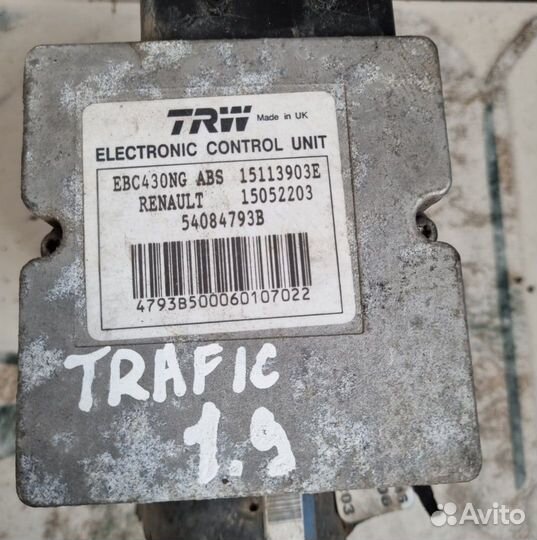 TRW Made in UK
ELECTRONIC CONTROL UNIT
EBC430NG ABS 15113903E
RENAULT 15052203
54084793B
4793B500060107022
TRAFIC
1.9
Avito